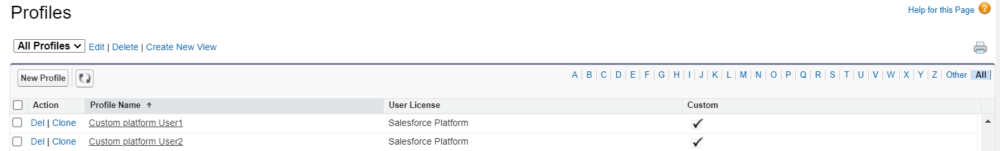 Profiles
Help for this Page ?
All Profiles Edit | Delete | Create New View
New Profile
A | B | C | D | E | F | G | H | I | J | K | L | M | N | O | P | Q | R | S | T | U | V | W | X | Y | Z | Other | All
Action Profile Name ↑ User License Custom
Del | Clone Custom platform User1 Salesforce Platform ✓
Del | Clone Custom platform User2 Salesforce Platform ✓